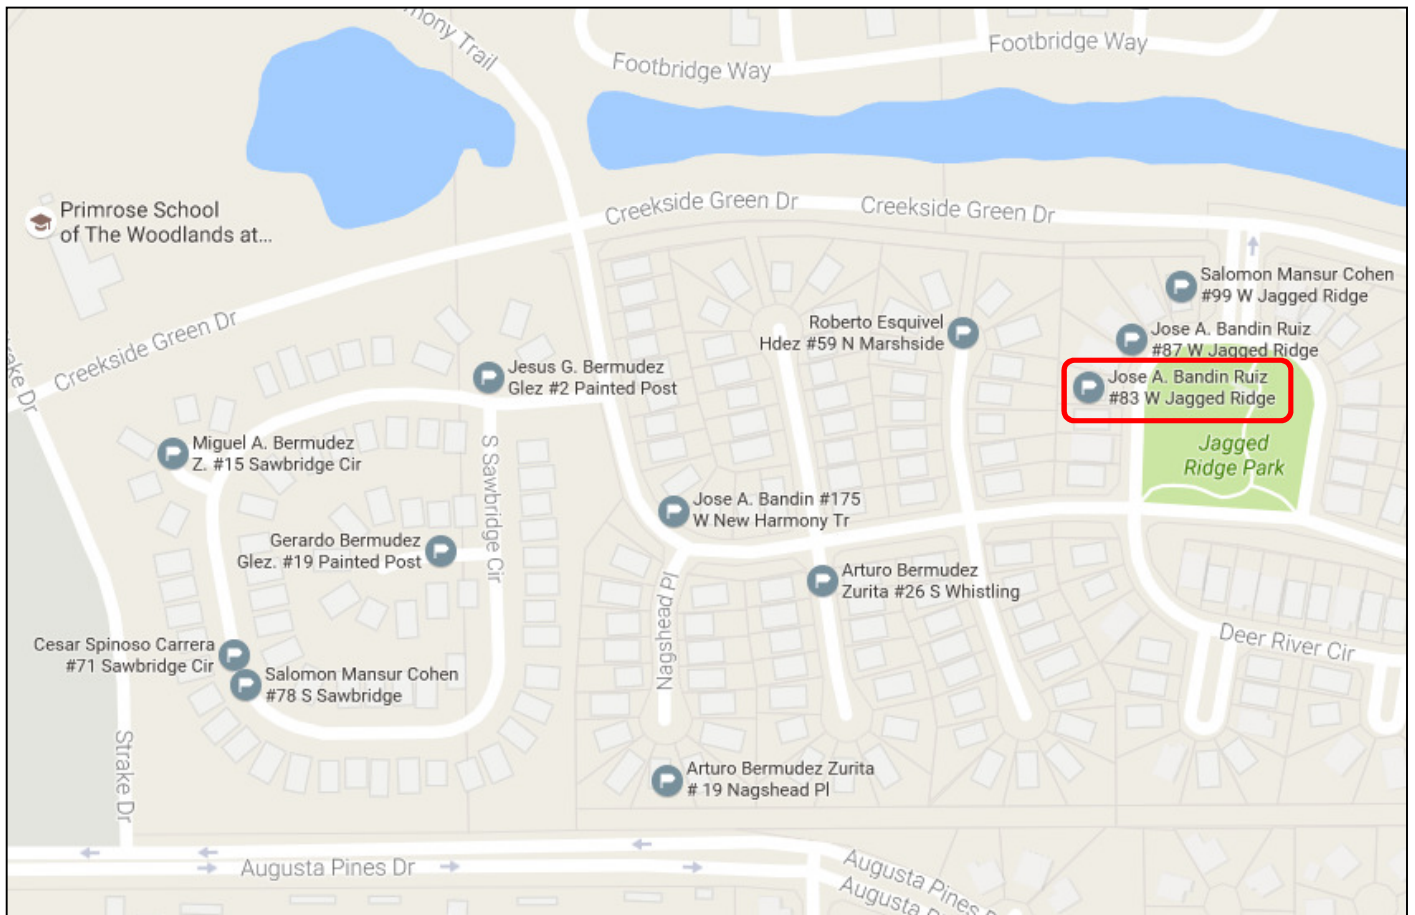 mony Trail
Footbridge Way
Footbridge Way
Primrose School
of The Woodlands at...
Creekside Green Dr
Creekside Green Dr
Creekside Green Dr
Salomon Mansur Cohen
#99 W Jagged Ridge
Roberto Esquivel
Hdez #59 N Marshside
Jose A. Bandin Ruiz
#87 W Jagged Ridge
Jose A. Bandin Ruiz
#83 W Jagged Ridge
Jesus G. Bermudez
Glez #2 Painted Post
Jagged
Ridge Park
Miguel A. Bermudez
Z. #15 Sawbridge Cir
S Sawbridge Cir
Jose A. Bandin #175
W New Harmony Tr
Gerardo Bermudez
Glez. #19 Painted Post
Arturo Bermudez
Zurita #26 S Whistling
Nagshead Pl
Deer River Cir
Cesar Spinoso Carrera
#71 Sawbridge Cir
Salomon Mansur Cohen
#78 S Sawbridge
Strake Dr
ake Dr
Arturo Bermudez Zurita
# 19 Nagshead Pl
Augusta Pines Dr
Augusta Pines
Augusta